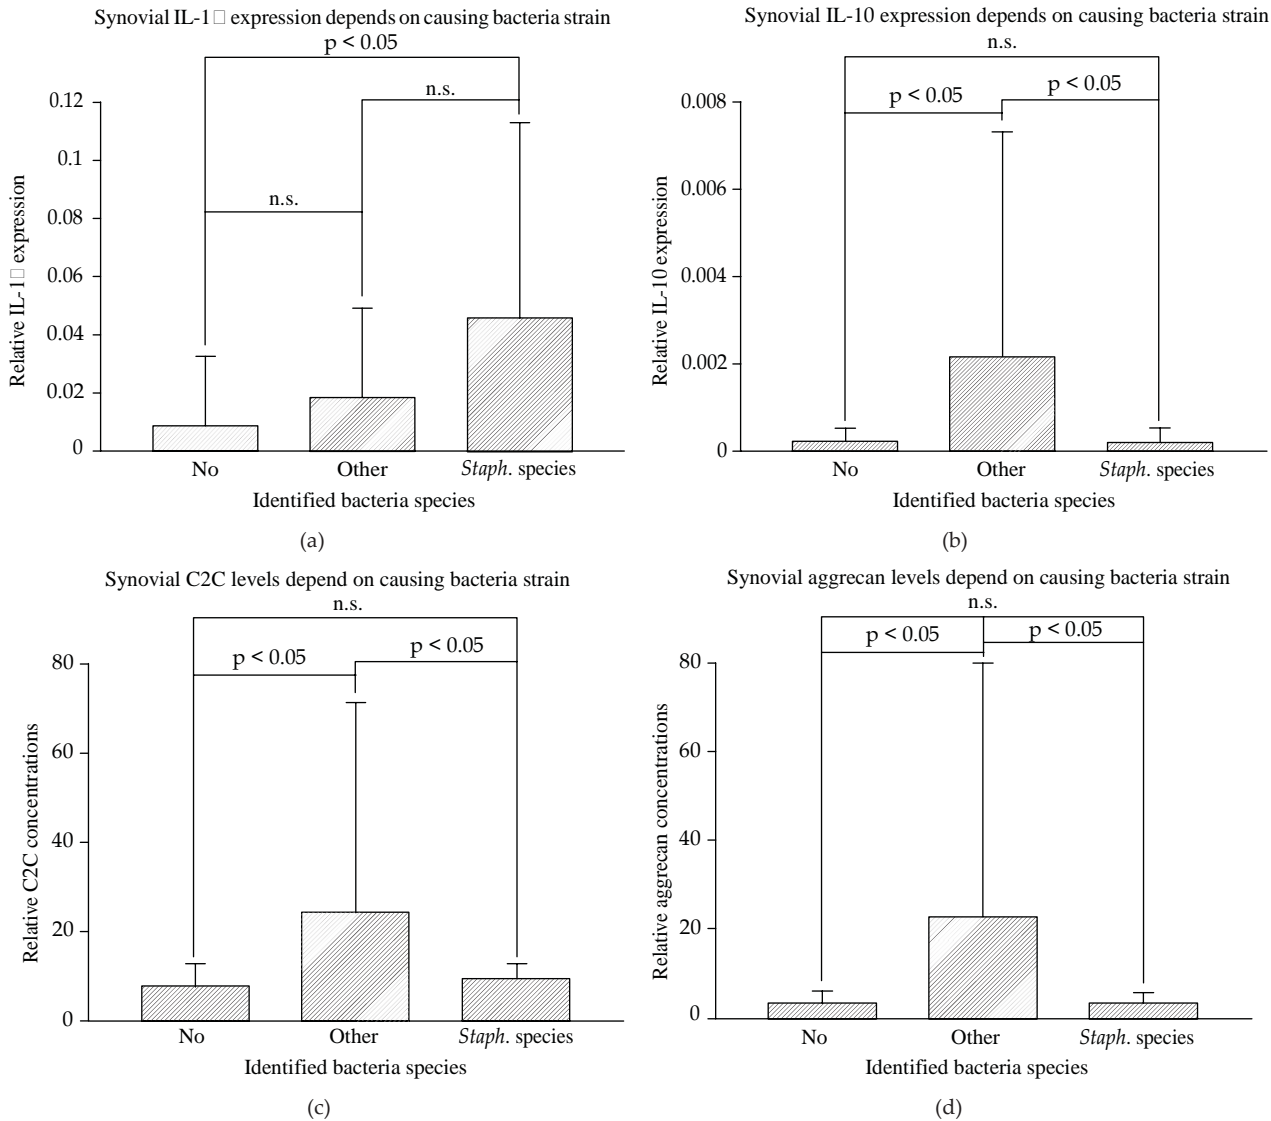 Synovial IL-1□ expression depends on causing bacteria strain
p < 0.05
n.s.
n.s.
0.12
0.1
0.08
0.06
0.04
0.02
0
Relative IL-1□ expression
No Other Staph. species
Identified bacteria species
(a)
Synovial IL-10 expression depends on causing bacteria strain
n.s.
p < 0.05 p < 0.05
0.008
0.006
0.004
0.002
0
Relative IL-10 expression
No Other Staph. species
Identified bacteria species
(b)
Synovial C2C levels depend on causing bacteria strain
n.s.
p < 0.05 p < 0.05
80
60
40
20
0
Relative C2C concentrations
No Other Staph. species
Identified bacteria species
(c)
Synovial aggrecan levels depend on causing bacteria strain
n.s.
p < 0.05 p < 0.05
80
60
40
20
0
Relative aggrecan concentrations
No Other Staph. species
Identified bacteria species
(d)